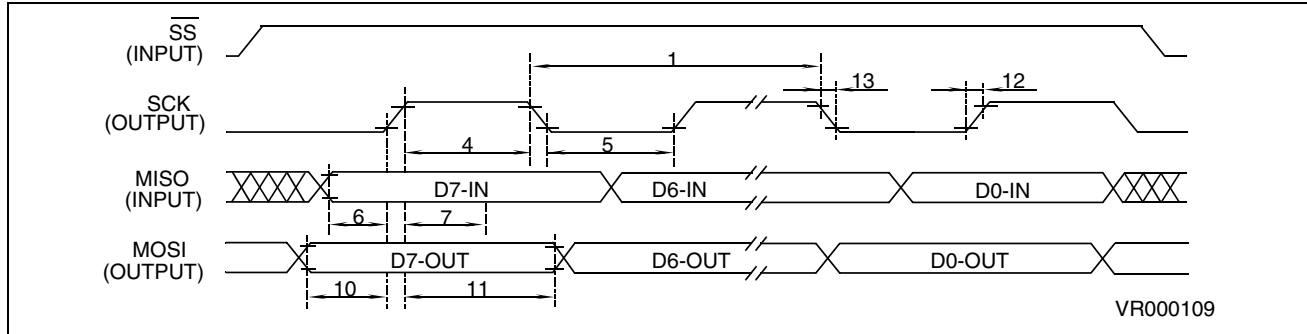 SS
(INPUT)
1
13
12
SCK
(OUTPUT)
4
5
MISO
(INPUT)
D7-IN
D6-IN
D0-IN
6
7
MOSI
(OUTPUT)
D7-OUT
D6-OUT
D0-OUT
10
11
VR000109